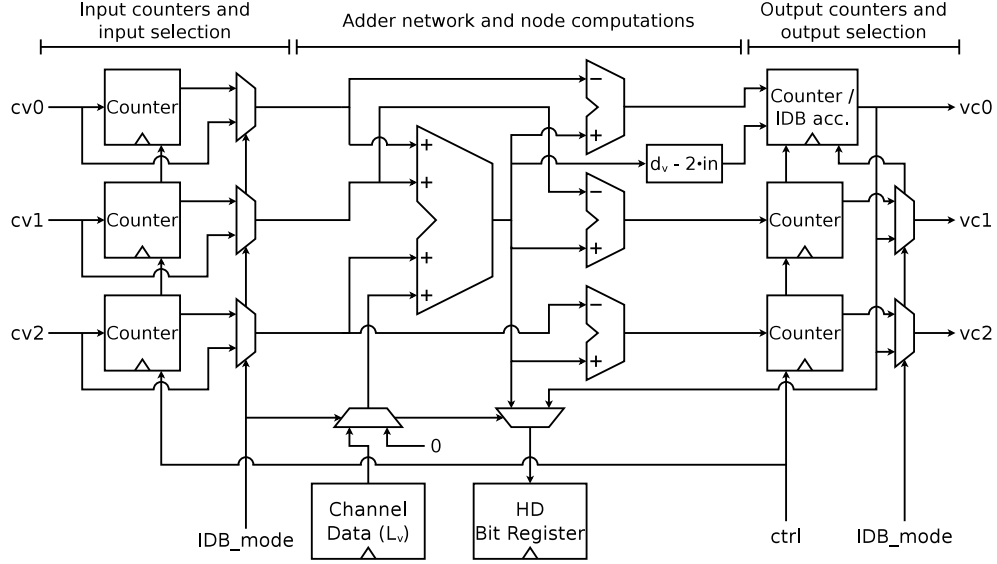 Input counters and
input selection
Adder network and node computations
Output counters and
output selection
cv0
Counter
−
+
Counter /
IDB acc.
vc0
+
dᵥ - 2•in
cv1
Counter
+
−
+
Counter
vc1
+
+
cv2
Counter
−
+
Counter
vc2
0
Channel
Data (Lᵥ)
HD
Bit Register
IDB_mode
ctrl
IDB_mode